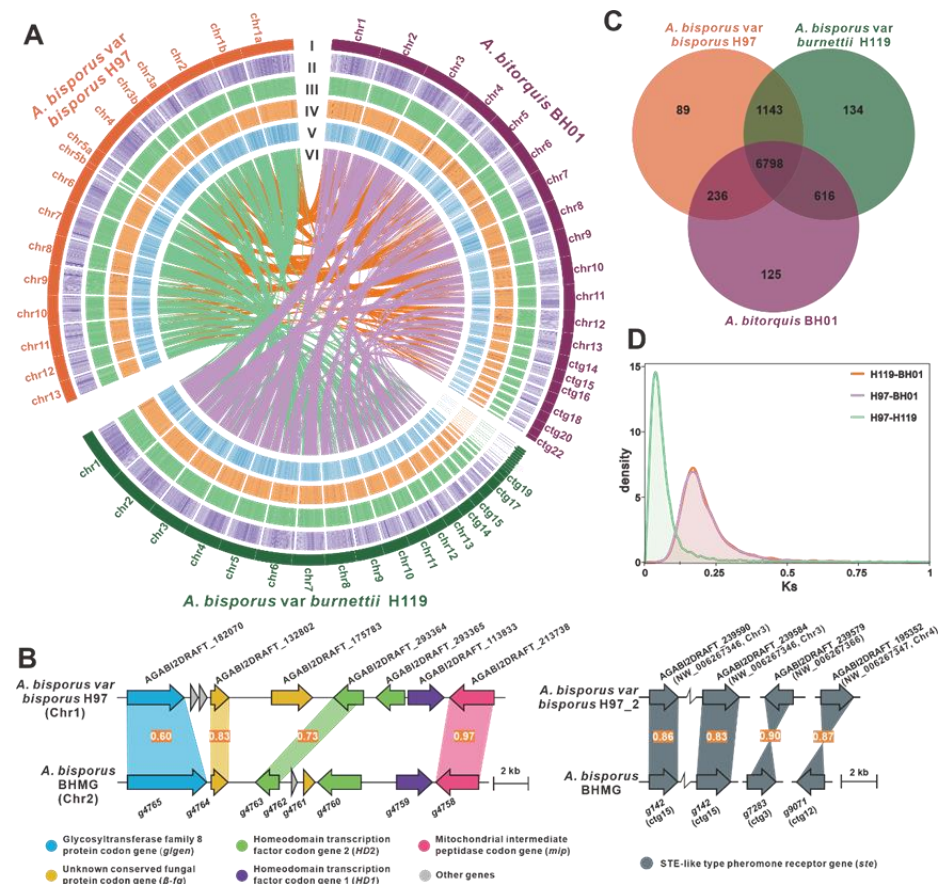 A
A. bisporus var
bisporus H97
chr1a
chr1b
chr2
chr3a
chr3b
chr4
chr5a
chr5b
chr6
chr7
chr8
chr9
chr10
chr11
chr12
chr13
I
II
III
IV
V
VI
A. bitorquis BH01
chr1
chr2
chr3
chr4
chr5
chr6
chr7
chr8
chr9
chr10
chr11
chr12
chr13
ctg14
ctg15
ctg16
ctg18
ctg20
ctg22
chr1
chr2
chr3
chr4
chr5
chr6
chr7
chr8
chr9
chr10
chr11
chr12
chr13
ctg14
ctg15
ctg17
ctg19
A. bisporus var burnettii H119
C
A. bisporus var
bisporus H97
A. bisporus var
burnettii H119
89
1143
134
6798
236
616
125
A. bitorquis BH01
D
H119-BH01
H97-BH01
H97-H119
density
15
10
5
0
0
0.25
0.5
0.75
1
Ks
B
AGABI2DRAFT_182070
AGABI2DRAFT_132802
AGABI2DRAFT_175783
AGABI2DRAFT_293364
AGABI2DRAFT_293365
AGABI2DRAFT_113833
AGABI2DRAFT_213738
A. bisporus var
bisporus H97
(Chr1)
0.60
0.83
0.73
0.97
A. bisporus
BHMG
(Chr2)
g4765
g4764
g4763
g4762
g4761
g4760
g4759
g4758
2 kb
AGABI2DRAFT_239590
(NW_006267346, Chr3)
AGABI2DRAFT_239584
(NW_006267346, Chr3)
AGABI2DRAFT_239579
(NW_006267366)
AGABI2DRAFT_195352
(NW_006267347, Chr4)
A. bisporus var
bisporus H97_2
0.86
0.83
0.90
0.87
A. bisporus
BHMG
g142
(ctg15)
g142
(ctg15)
g7283
(ctg3)
g9071
(ctg12)
2 kb
Glycosyltransferase family 8
protein codon gene (glgen)
Homeodomain transcription
factor codon gene 2 (HD2)
Mitochondrial intermediate
peptidase codon gene (mip)
Unknown conserved fungal
protein codon gene (β-fg)
Homeodomain transcription
factor codon gene 1 (HD1)
Other genes
STE-like type pheromone receptor gene (ste)